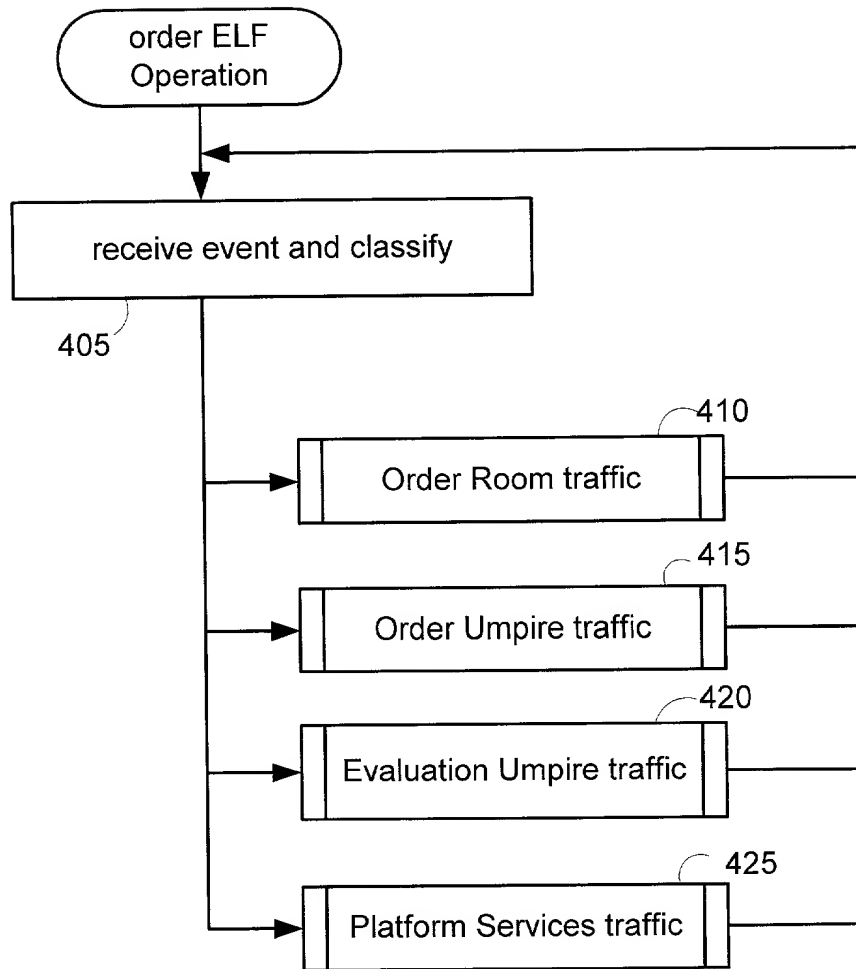 order ELF
Operation
receive event and classify
405
410
Order Room traffic
415
Order Umpire traffic
420
Evaluation Umpire traffic
425
Platform Services traffic